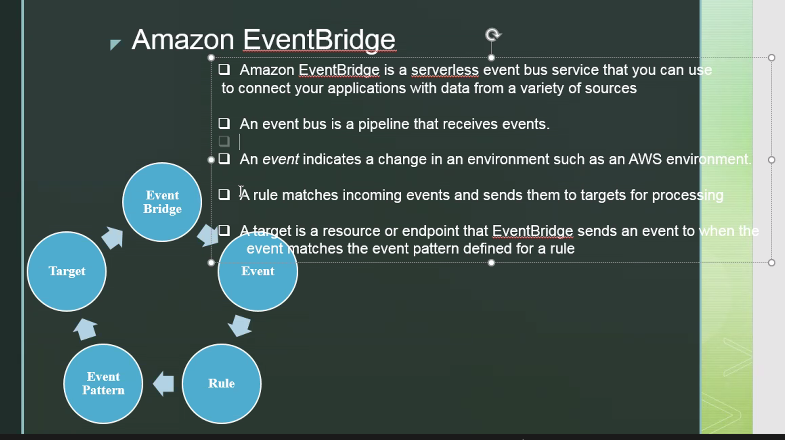 Amazon EventBridge
Amazon EventBridge is a serverless event bus service that you can use
to connect your applications with data from a variety of sources
An event bus is a pipeline that receives events.
An event indicates a change in an environment such as an AWS environment.
A rule matches incoming events and sends them to targets for processing
A target is a resource or endpoint that EventBridge sends an event to when the
event matches the event pattern defined for a rule
Event
Bridge
Event
Rule
Event
Pattern
Target